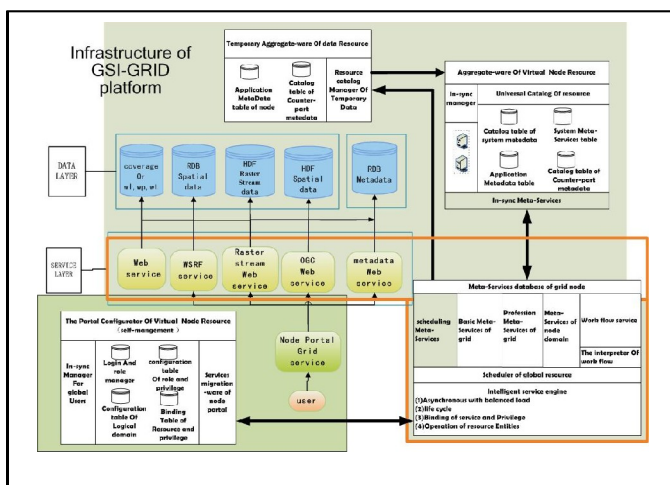 Infrastructure of
GSI-GRID
platform
Temporary Aggregate-ware Of data Resource
Application
MetaData
table of node
Catalog
table of
Counter-
part
metadata
Resource
catalog
Manager Of
Temporary
Data
Aggregate-ware Of Virtual Node Resource
In-sync
manager
Universal Catalog Of resource
Catalog table of
system metadata
System Meta-
Services table
Application
Metadata table
Catalog table of
Counter-part metadata
In-sync Meta-Services
DATA
LAYER
coverage
Or
RDB
Spatial
data
HDF
Raster
Stream
data
HDF
Spatial
data
RDB
Metadata
SERVICE
LAYER
Web
service
WSRF
service
Raster
stream
Web
service
OGC
Web
service
metadata
Web
service
The Portal Configurator Of Virtual Node Resource
(self-mangement)
In-sync
Manager
For
global
Users
Login And
role
manager
configuration
table
Of role and
privilege
Configuration
table Of
Logical
domain
Binding
Table of
Resource and
privilege
Services
migration
-ware of
node
portal
Node Portal
Grid
service
user
Meta-Services database of grid node
scheduling
Meta-
Services
Basic Meta-
Services of
grid
Profession
Meta-
Services of
grid
Meta-
Services of
node
domain
Work flow service
The interpreter Of
work flow
Scheduler of global resource
Intelligent service engine
(1)Asynchronous with balanced load
(2)life cycle
(3)Binding of service and Privilege
(4)Operation of resource Entities